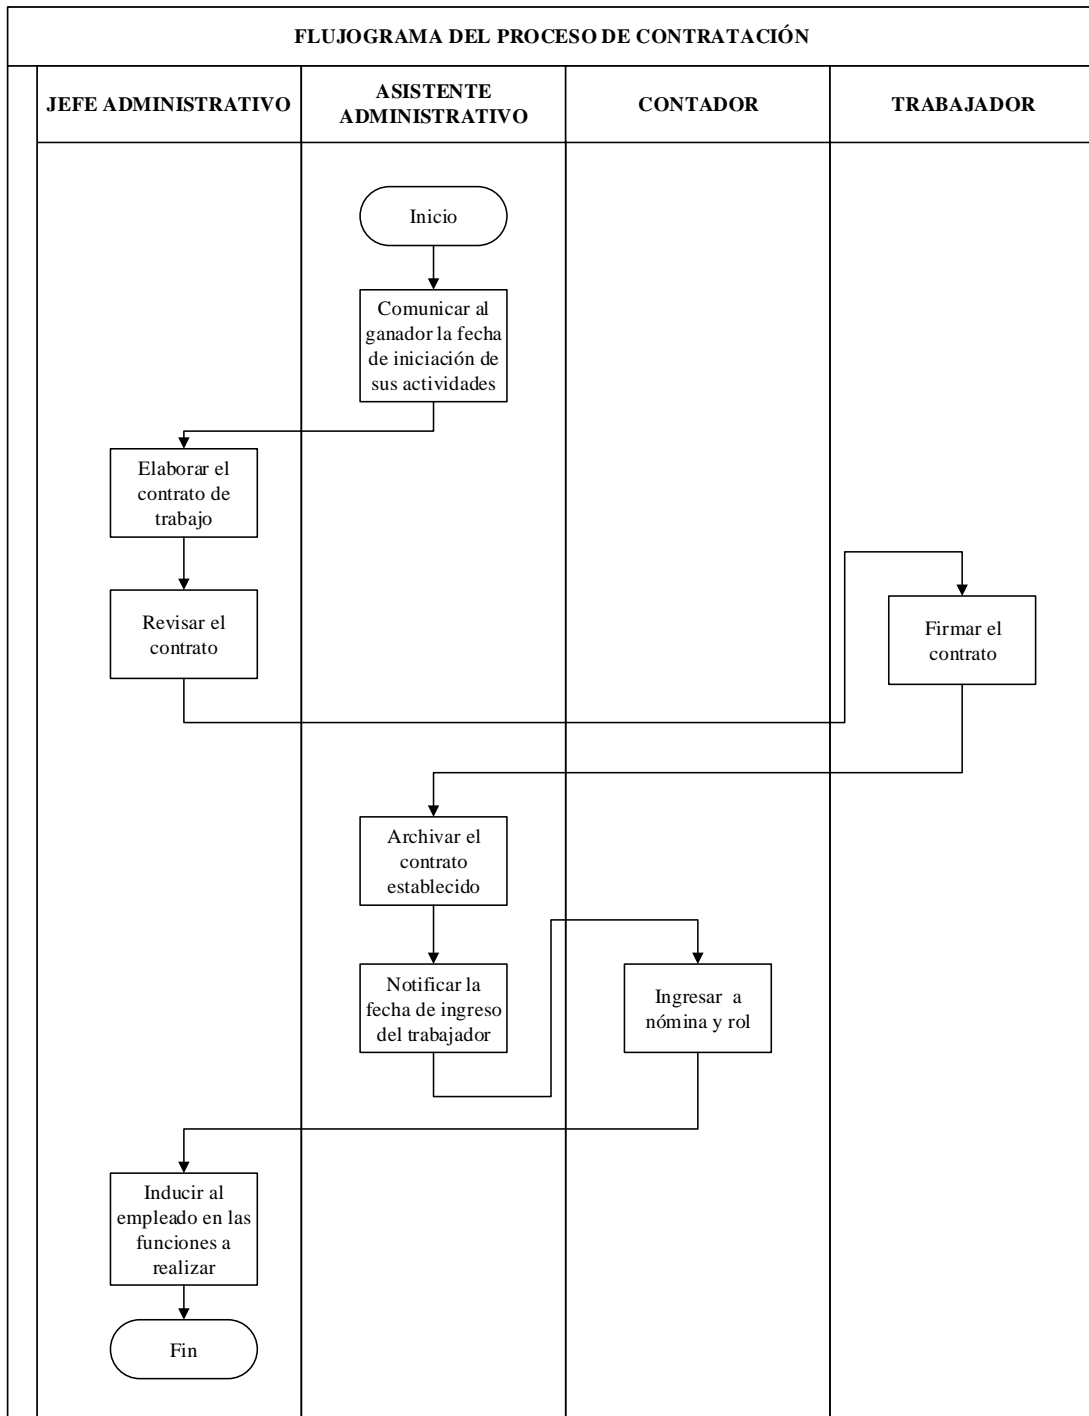 FLUJOGRAMA DEL PROCESO DE CONTRATACIÓN
JEFE ADMINISTRATIVO
ASISTENTE
ADMINISTRATIVO
CONTADOR
TRABAJADOR
Inicio
Comunicar al
ganador la fecha
de iniciación de
sus actividades
Elaborar el
contrato de
trabajo
Revisar el
contrato
Firmar el
contrato
Archivar el
contrato
establecido
Notificar la
fecha de ingreso
del trabajador
Ingresar a
nómina y rol
Inducir al
empleado en las
funciones a
realizar
Fin